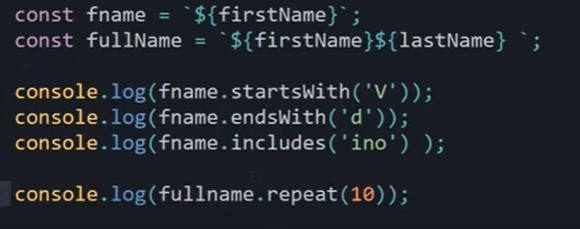 const fname = `${firstName}`;
const fullName = `${firstName}${lastName} `;
console.log(fname.startsWith('V'));
console.log(fname.endsWith('d'));
console.log(fname.includes('ino') );
console.log(fullname.repeat(10));